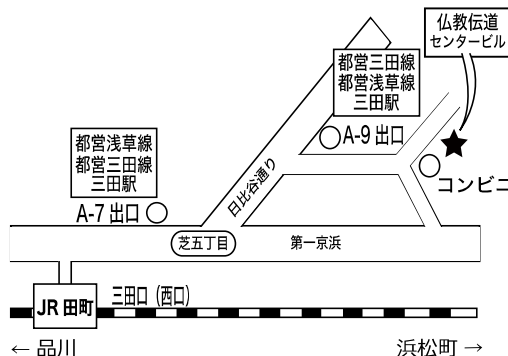 仏教伝道
センタービル
都営三田線
都営浅草線
三田駅
A-9 出口
都営浅草線
都営三田線
三田駅
A-7 出口
日比谷通り
コンビニ
芝五丁目
第一京浜
三田口（西口）
JR 田町
← 品川
浜松町 →